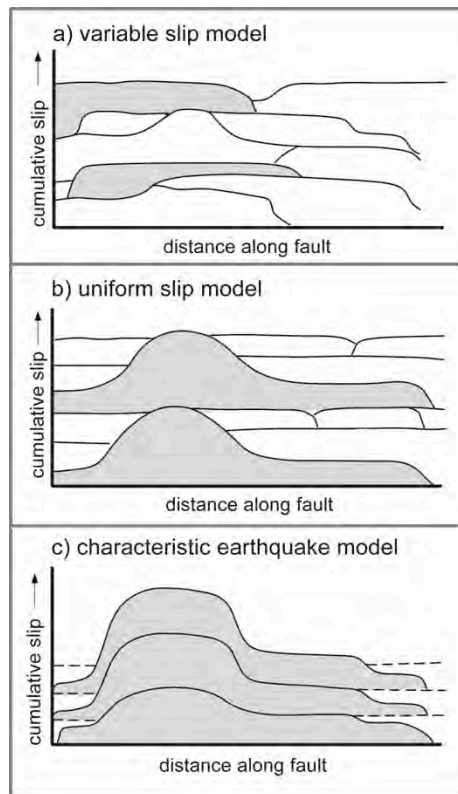 a) variable slip model
cumulative slip
distance along fault
b) uniform slip model
cumulative slip
distance along fault
c) characteristic earthquake model
cumulative slip
distance along fault